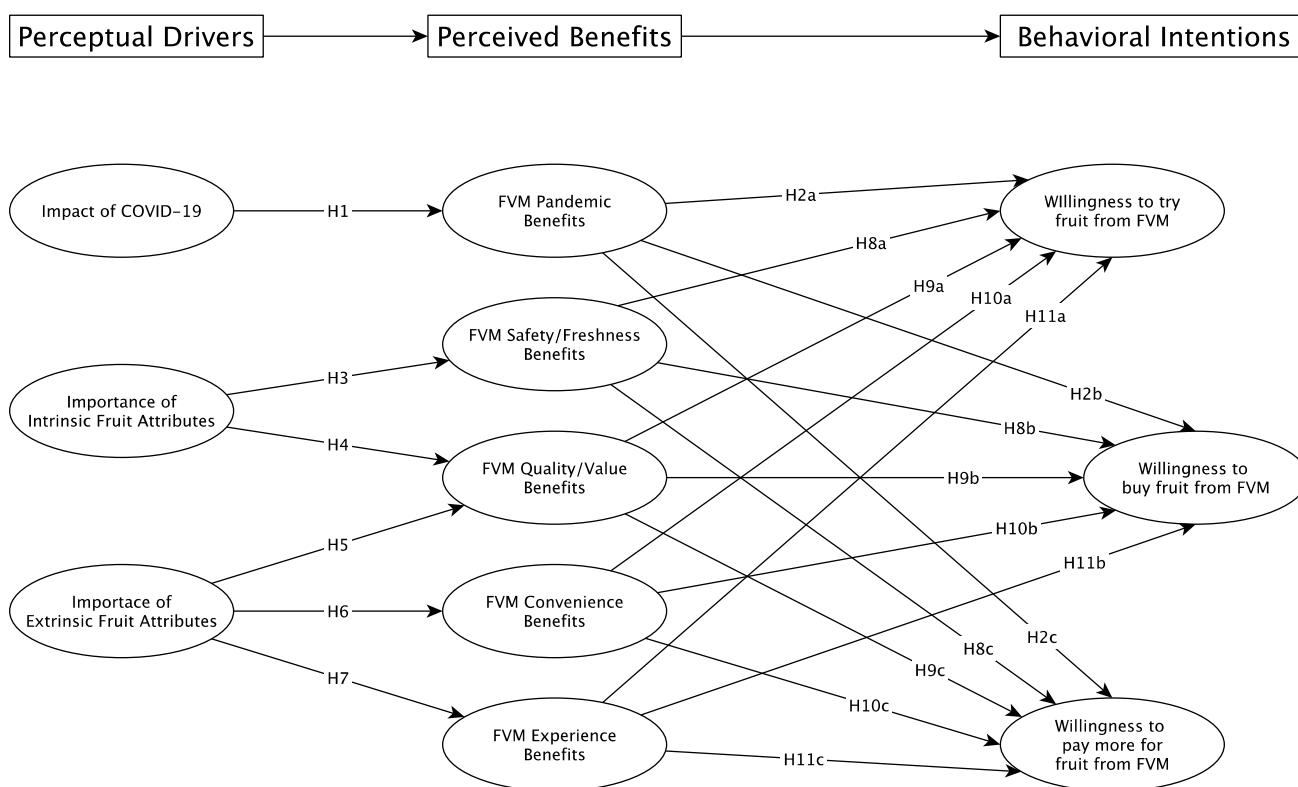 Perceptual Drivers
Perceived Benefits
Behavioral Intentions
Impact of COVID-19
H1
FVM Pandemic
Benefits
H2a
WIllingness to try
fruit from FVM
H8a
H9a
H10a
H11a
FVM Safety/Freshness
Benefits
H3
Importance of
Intrinsic Fruit Attributes
H4
H2b
H8b
FVM Quality/Value
Benefits
H9b
Willingness to
buy fruit from FVM
H5
H10b
H11b
Importace of
Extrinsic Fruit Attributes
H6
FVM Convenience
Benefits
H2c
H8c
H9c
H7
H10c
FVM Experience
Benefits
H11c
Willingness to
pay more for
fruit from FVM